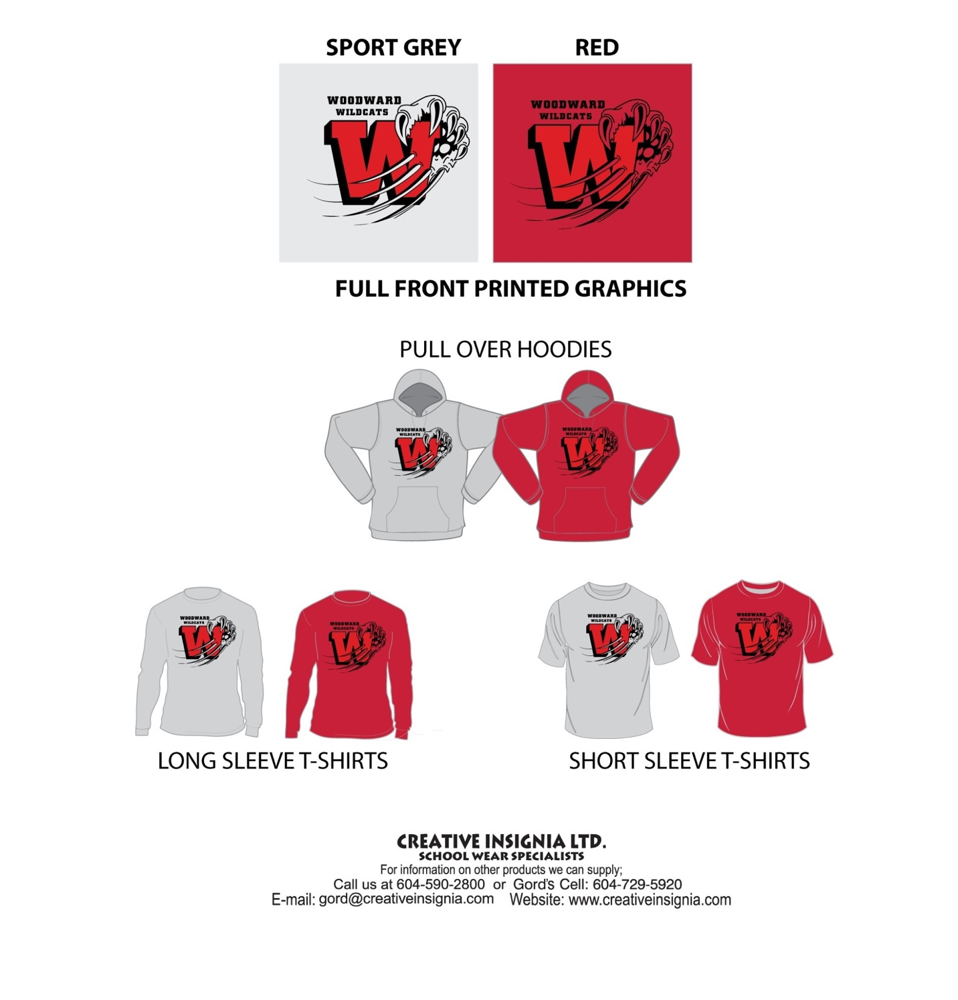 SPORT GREY
RED
WOODWARD
WILDCATS
W
WOODWARD
WILDCATS
W
FULL FRONT PRINTED GRAPHICS
PULL OVER HOODIES
WOODWARD
WILDCATS
W
WOODWARD
WILDCATS
W
WOODWARD
WILDCATS
W
WOODWARD
WILDCATS
W
WOODWARD
WILDCATS
W
WOODWARD
WILDCATS
W
LONG SLEEVE T-SHIRTS
SHORT SLEEVE T-SHIRTS
CREATIVE INSIGNIA LTD.
SCHOOL WEAR SPECIALISTS
For information on other products we can supply;
Call us at 604-590-2800 or Gord's Cell: 604-729-5920
E-mail: gord@creativeinsignia.com Website: www.creativeinsignia.com